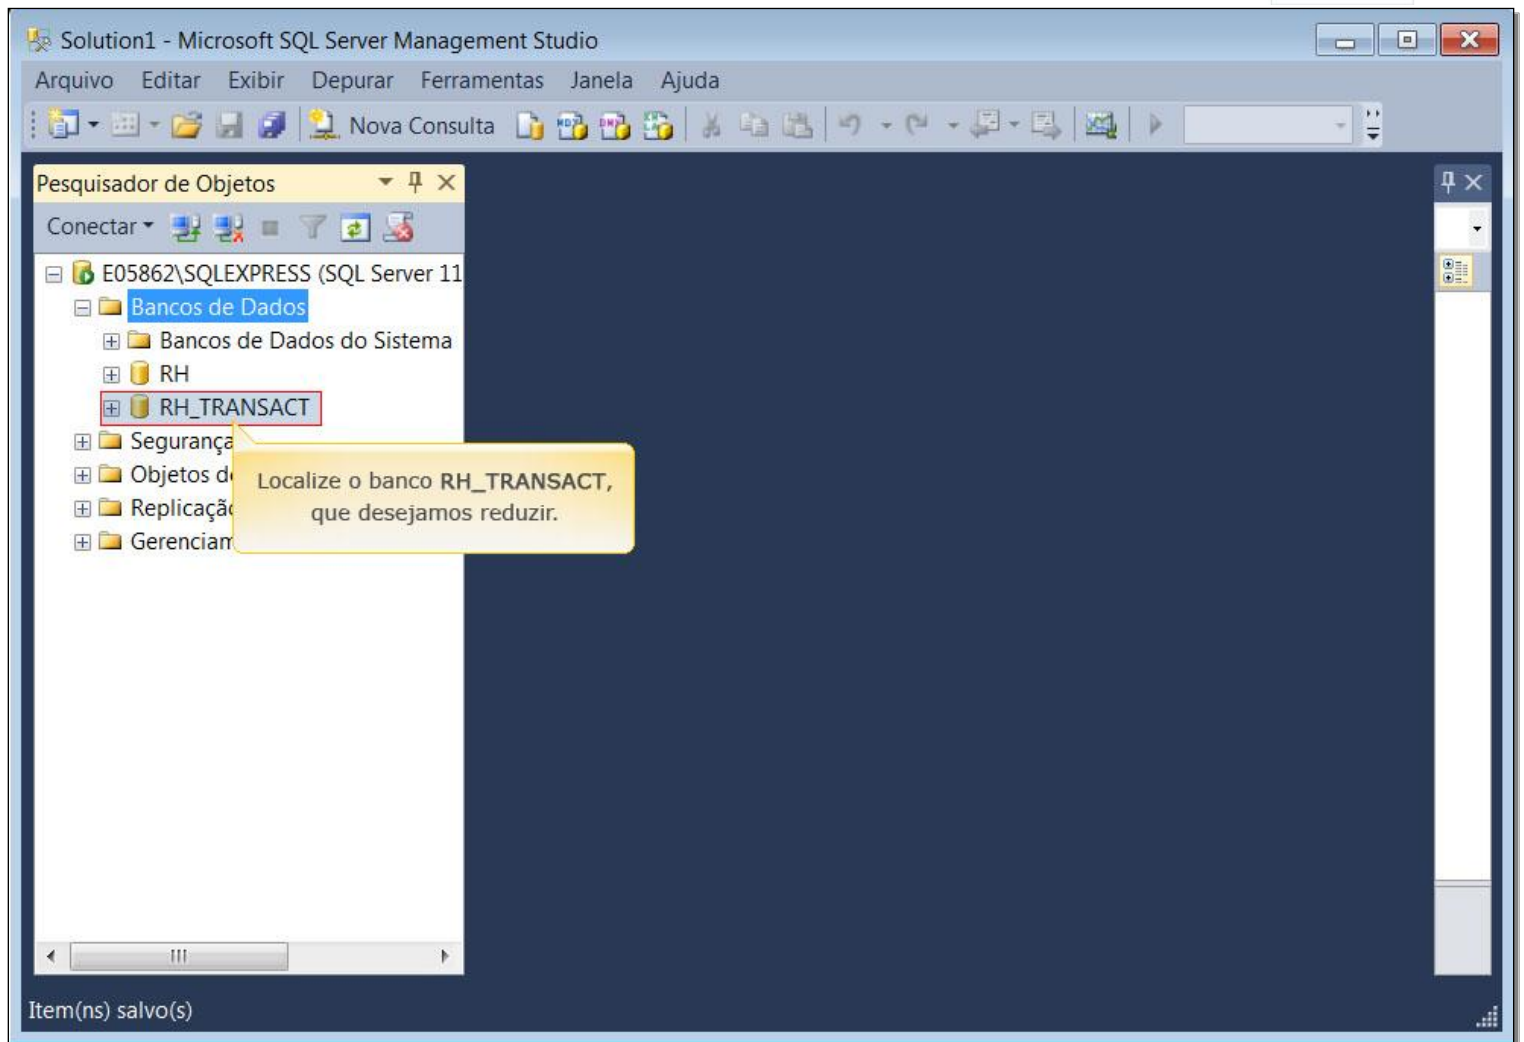 Solution1 - Microsoft SQL Server Management Studio
Arquivo Editar Exibir Depurar Ferramentas Janela Ajuda
Nova Consulta
Pesquisador de Objetos
Conectar
E05862\SQLEXPRESS (SQL Server 11
Bancos de Dados
Bancos de Dados do Sistema
RH
RH_TRANSACT
Segurança
Objetos d
Replicaçã
Gerenciam
Localize o banco RH_TRANSACT,
que desejamos reduzir.
Item(ns) salvo(s)